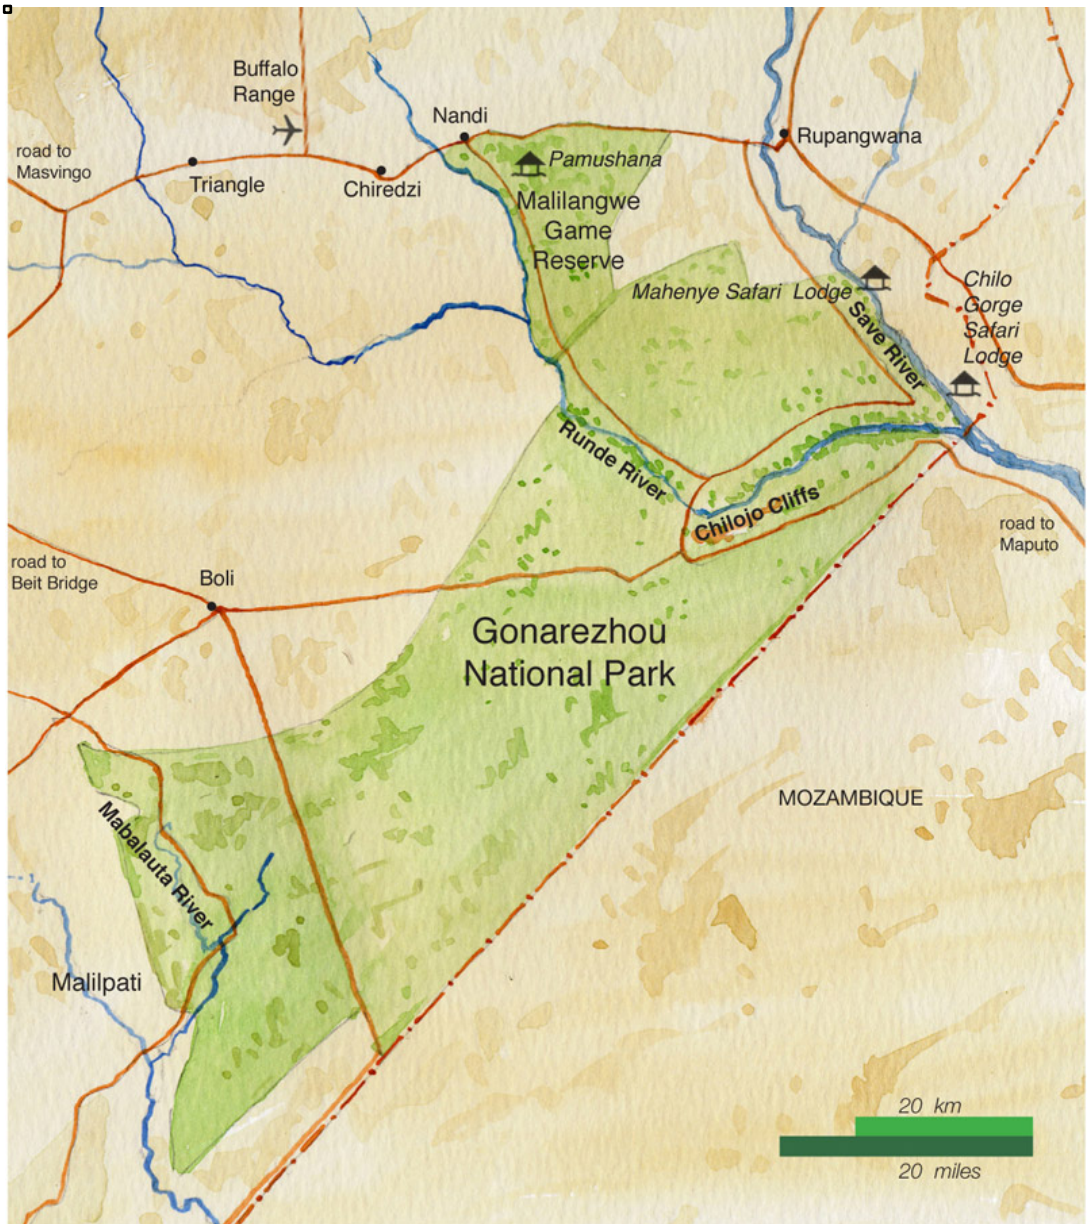 Buffalo
Range
Nandi
Rupangwana
road to
Masvingo
Triangle
Chiredzi
Pamushana
Malilangwe
Game
Reserve
Mahenye Safari Lodge
Chilo
Gorge
Safari
Lodge
Save River
Runde River
Chilojo Cliffs
road to
Maputo
road to
Beit Bridge
Boli
Gonarezhou
National Park
MOZAMBIQUE
Mabalauta River
Malilpati
20 km
20 miles